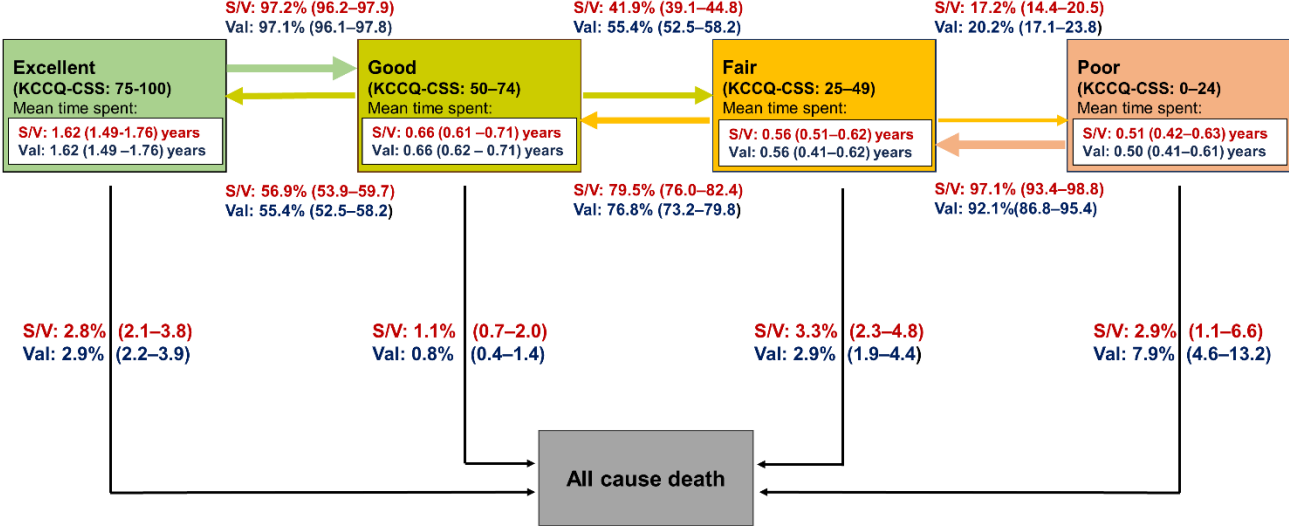 S/V: 97.2% (96.2–97.9)
Val: 97.1% (96.1–97.8)
S/V: 41.9% (39.1–44.8)
Val: 55.4% (52.5–58.2)
S/V: 17.2% (14.4–20.5)
Val: 20.2% (17.1–23.8)
Excellent
(KCCQ-CSS: 75-100)
Mean time spent:
S/V: 1.62 (1.49-1.76) years
Val: 1.62 (1.49 –1.76) years
Good
(KCCQ-CSS: 50–74)
Mean time spent:
S/V: 0.66 (0.61 –0.71) years
Val: 0.66 (0.62 – 0.71) years
Fair
(KCCQ-CSS: 25–49)
Mean time spent:
S/V: 0.56 (0.51–0.62) years
Val: 0.56 (0.41–0.62) years
Poor
(KCCQ-CSS: 0–24)
Mean time spent:
S/V: 0.51 (0.42–0.63) years
Val: 0.50 (0.41–0.61) years
S/V: 56.9% (53.9–59.7)
Val: 55.4% (52.5–58.2)
S/V: 79.5% (76.0–82.4)
Val: 76.8% (73.2–79.8)
S/V: 97.1% (93.4–98.8)
Val: 92.1%(86.8–95.4)
S/V: 2.8% (2.1–3.8)
Val: 2.9% (2.2–3.9)
S/V: 1.1% (0.7–2.0)
Val: 0.8% (0.4–1.4)
S/V: 3.3% (2.3–4.8)
Val: 2.9% (1.9–4.4)
S/V: 2.9% (1.1–6.6)
Val: 7.9% (4.6–13.2)
All cause death